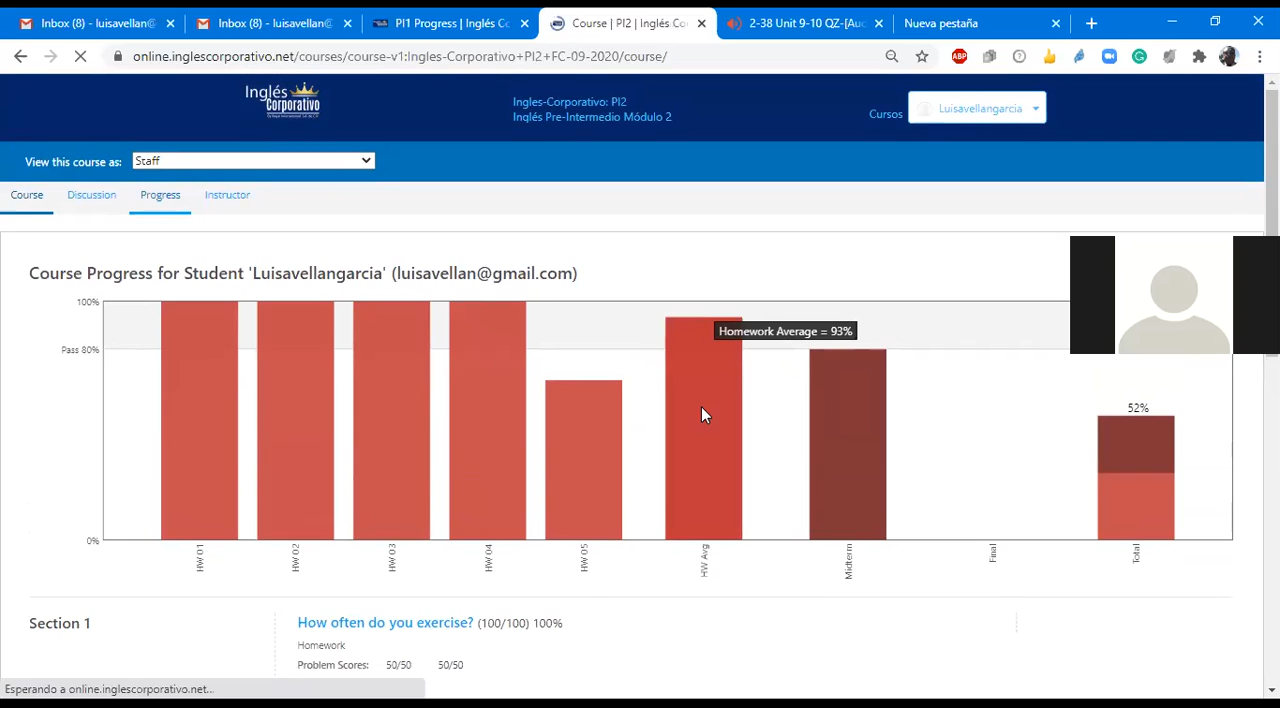 Inbox (8) - luisavellan@
Inbox (8) - luisavellan@
PI1 Progress | Inglés Co
Course | PI2 | Inglés Co
2-38 Unit 9-10 QZ-[Au
Nueva pestaña
online.inglescorporativo.net/courses/course-v1:Ingles-Corporativo+PI2+FC-09-2020/course/
ABP
Inglés
Corporativo
Ingles-Corporativo: PI2
Inglés Pre-Intermedio Módulo 2
Cursos
Luisavellangarcia
View this course as:
Staff
Course
Discussion
Progress
Instructor
Course Progress for Student 'Luisavellangarcia' (luisavellan@gmail.com)
100%
Pass 80%
0%
Homework Average = 93%
52%
HW 01
HW 02
HW 03
HW 04
HW 05
HW Avg
Midterm
Final
Total
Section 1
How often do you exercise? (100/100) 100%
Homework
Problem Scores: 50/50 50/50
Esperando a online.inglescorporativo.net...